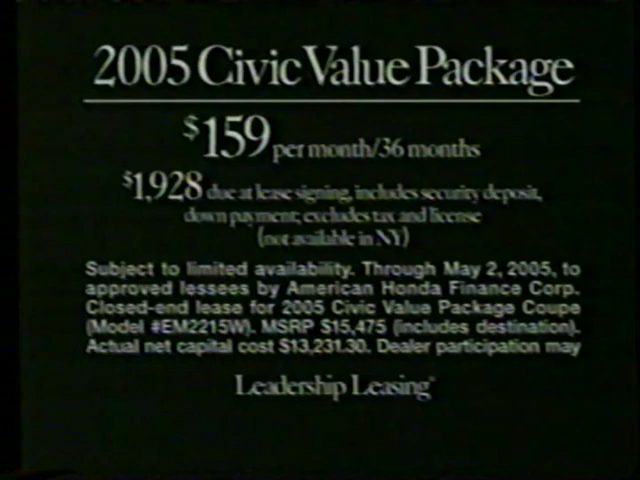 2005 Civic Value Package
$159 per month/36 months
$1,928 due at lease signing, includes security deposit,
down payment; excludes tax and license
(not available in NY)
Subject to limited availability. Through May 2, 2005, to
approved lessees by American Honda Finance Corp.
Closed-end lease for 2005 Civic Value Package Coupe
(Model #EM2215W). MSRP $15,475 (includes destination).
Actual net capital cost $13,231.30. Dealer participation may
Leadership Leasing®